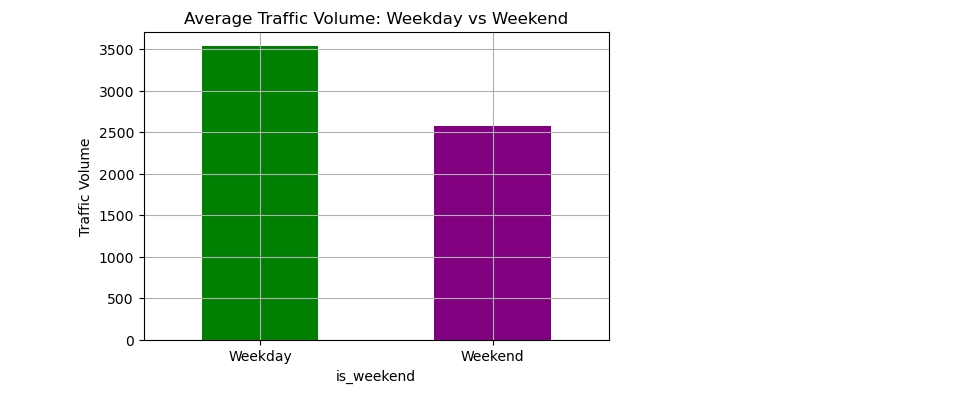 Average Traffic Volume: Weekday vs Weekend
Traffic Volume
3500
3000
2500
2000
1500
1000
500
0
Weekday Weekend
is_weekend